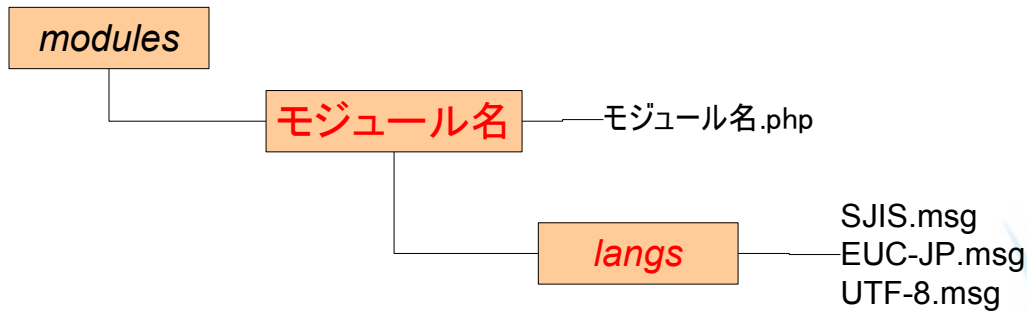 modules
モジュール名
モジュール名.php
langs
SJIS.msg
EUC-JP.msg
UTF-8.msg